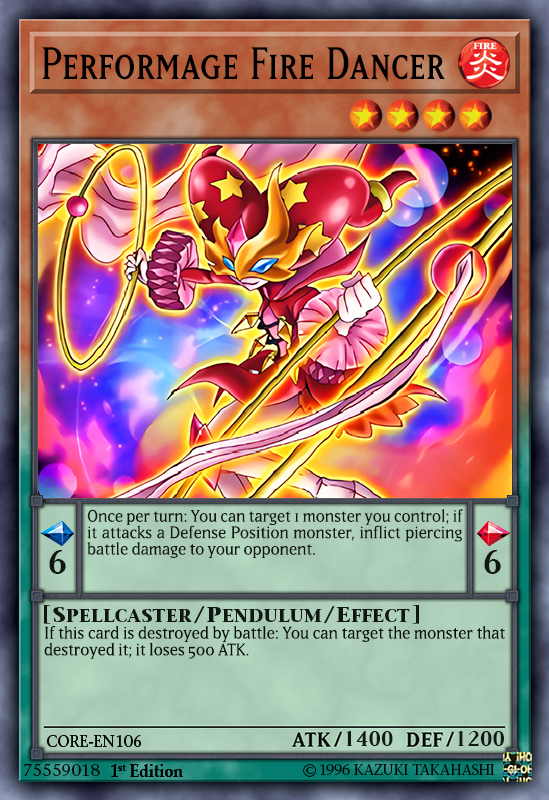 PERFORMAGE FIRE DANCER
FIRE
炎
6
Once per turn: You can target 1 monster you control; if
it attacks a Defense Position monster, inflict piercing
battle damage to your opponent.
6
[SPELLCASTER/PENDULUM/EFFECT]
If this card is destroyed by battle: You can target the monster that
destroyed it; it loses 500 ATK.
CORE-EN106
ATK/1400 DEF/1200
75559018 1st Edition
© 1996 KAZUKI TAKAHASHI